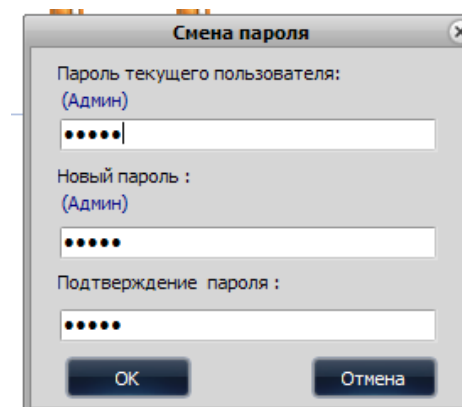 Смена пароля
Пароль текущего пользователя:
(Админ)
•••••
Новый пароль :
(Админ)
•••••
Подтверждение пароля :
•••••
OK
Отмена